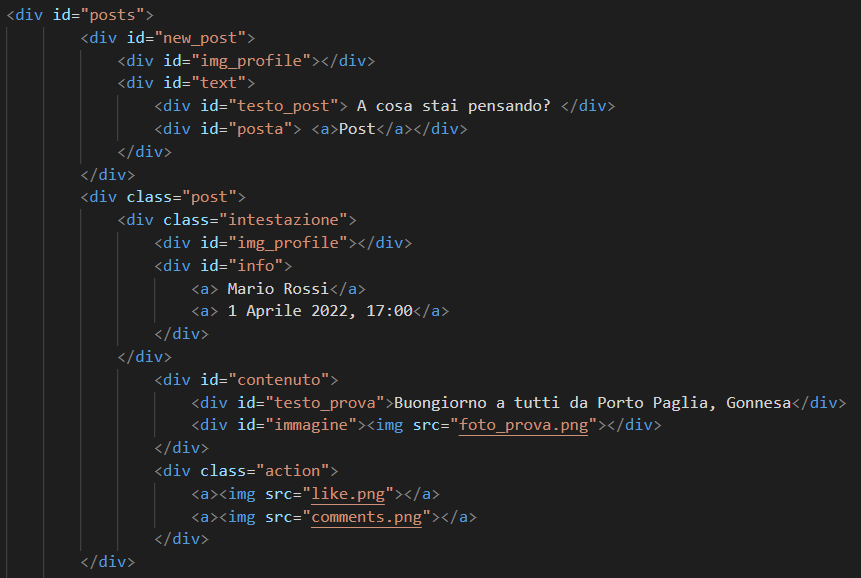 <div id="posts">
<div id="new_post">
<div id="img_profile"></div>
<div id="text">
<div id="testo_post"> A cosa stai pensando? </div>
<div id="posta"> <a>Post</a></div>
</div>
</div>
<div class="post">
<div class="intestazione">
<div id="img_profile"></div>
<div id="info">
<a> Mario Rossi</a>
<a> 1 Aprile 2022, 17:00</a>
</div>
</div>
<div id="contenuto">
<div id="testo_prova">Buongiorno a tutti da Porto Paglia, Gonnesa</div>
<div id="immagine"><img src="foto_prova.png"></div>
</div>
<div class="action">
<a><img src="like.png"></a>
<a><img src="comments.png"></a>
</div>
</div>